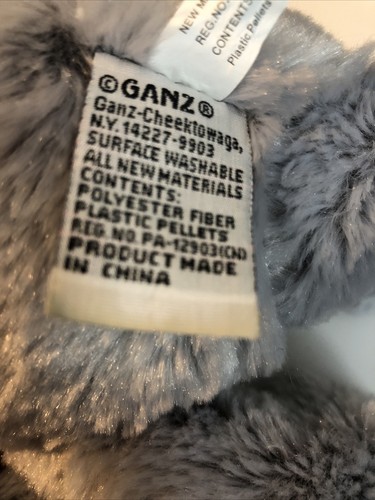 NEW M
REG.NO.
CONTENTS
Plastic Pellets
©GANZ®
Ganz-Cheektowaga,
N.Y. 14227-9903
SURFACE WASHABLE
ALL NEW MATERIALS
CONTENTS:
POLYESTER FIBER
PLASTIC PELLETS
REG. NO. PA-12903(CN)
PRODUCT MADE
IN CHINA